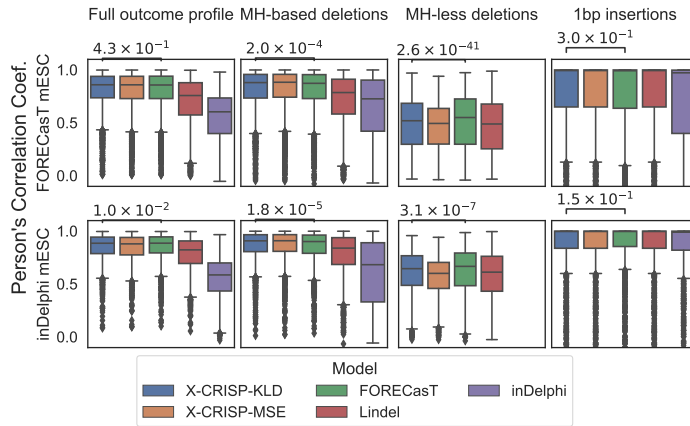 Full outcome profile MH-based deletions MH-less deletions 1bp insertions
Person's Correlation Coef.
FORECasT mESC
4.3 × 10⁻¹ 2.0 × 10⁻⁴ 2.6 × 10⁻⁴¹ 3.0 × 10⁻¹
1.0
0.5
0.0
inDelphi mESC
1.0 × 10⁻² 1.8 × 10⁻⁵ 3.1 × 10⁻⁷ 1.5 × 10⁻¹
1.0
0.5
0.0
Model
X-CRISP-KLD FORECasT inDelphi
X-CRISP-MSE Lindel